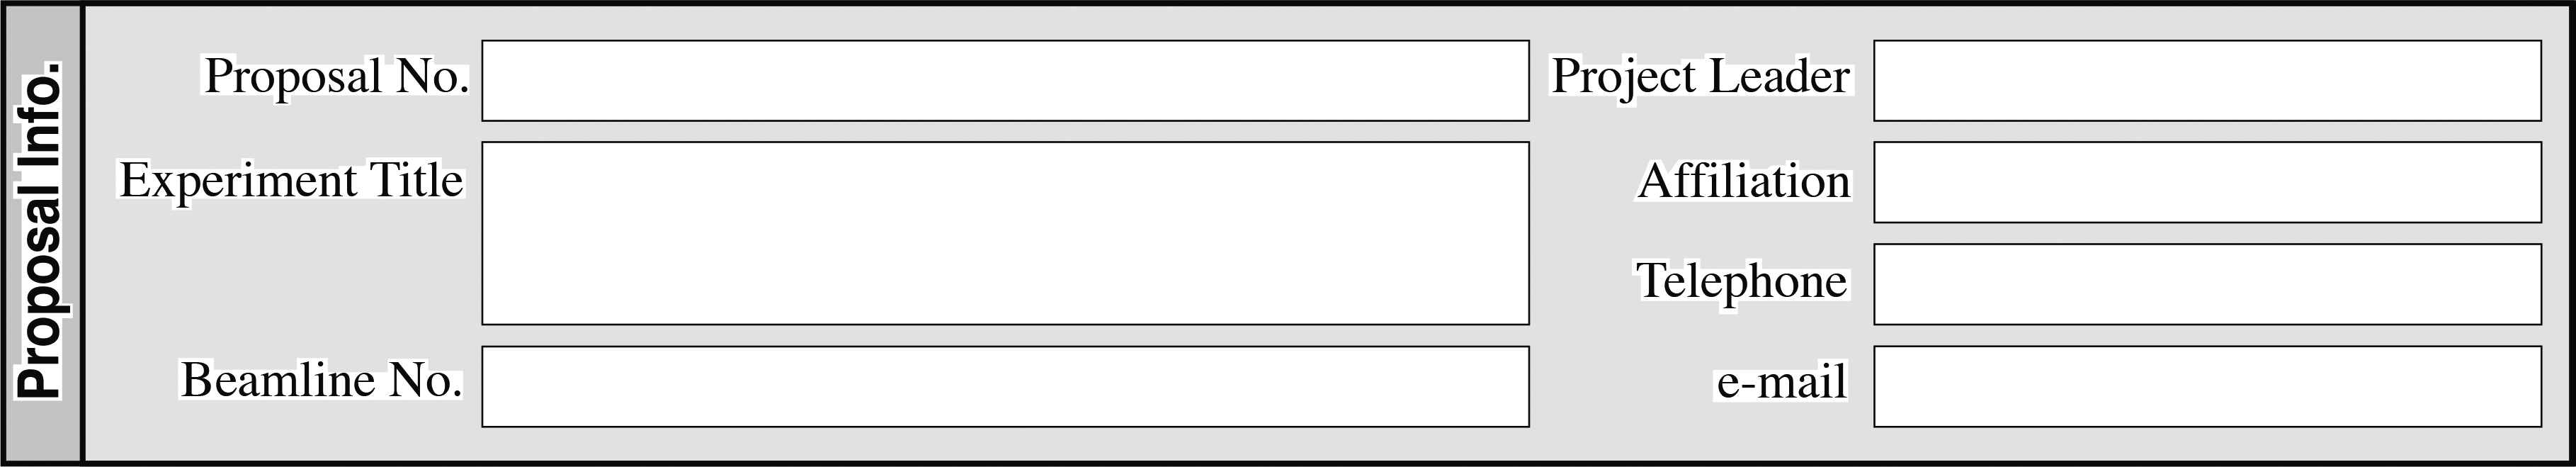 Proposal Info.
Proposal No.
Experiment Title
Beamline No.
Project Leader
Affiliation
Telephone
e-mail